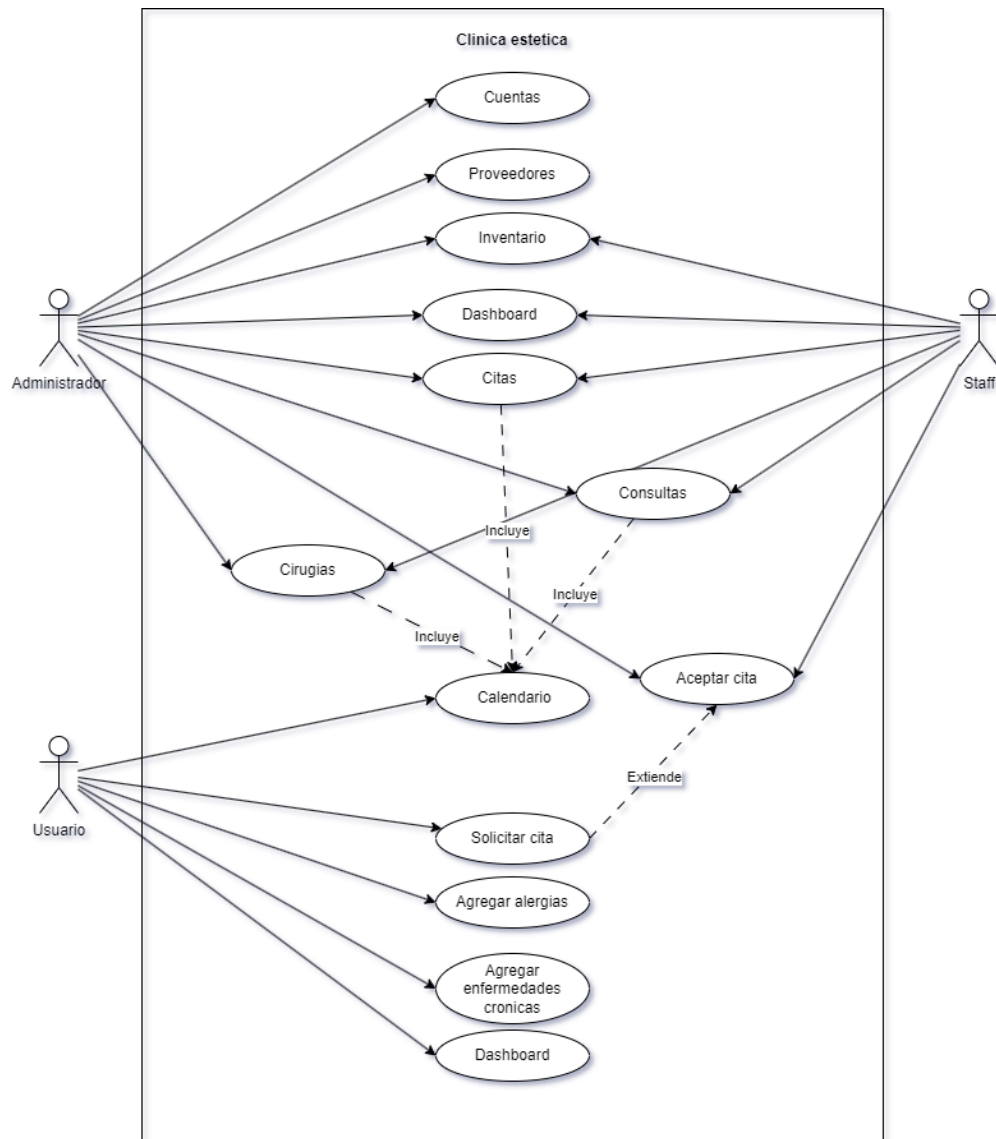 Clinica estetica
Cuentas
Proveedores
Inventario
Dashboard
Administrador
Staff
Citas
Consultas
Incluye
Cirugias
Incluye
Incluye
Aceptar cita
Calendario
Extiende
Usuario
Solicitar cita
Agregar alergias
Agregar
enfermedades
cronicas
Dashboard